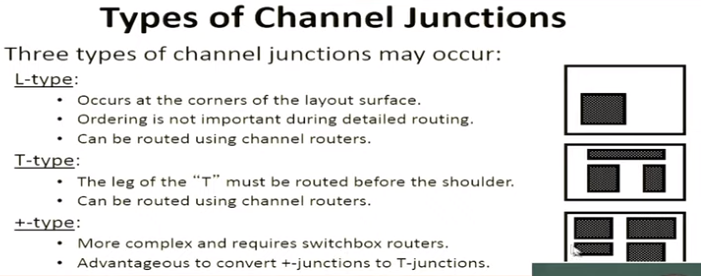 Types of Channel Junctions
Three types of channel junctions may occur:
L-type:
• Occurs at the corners of the layout surface.
• Ordering is not important during detailed routing.
• Can be routed using channel routers.
T-type:
• The leg of the “T” must be routed before the shoulder.
• Can be routed using channel routers.
+-type:
• More complex and requires switchbox routers.
• Advantageous to convert +-junctions to T-junctions.